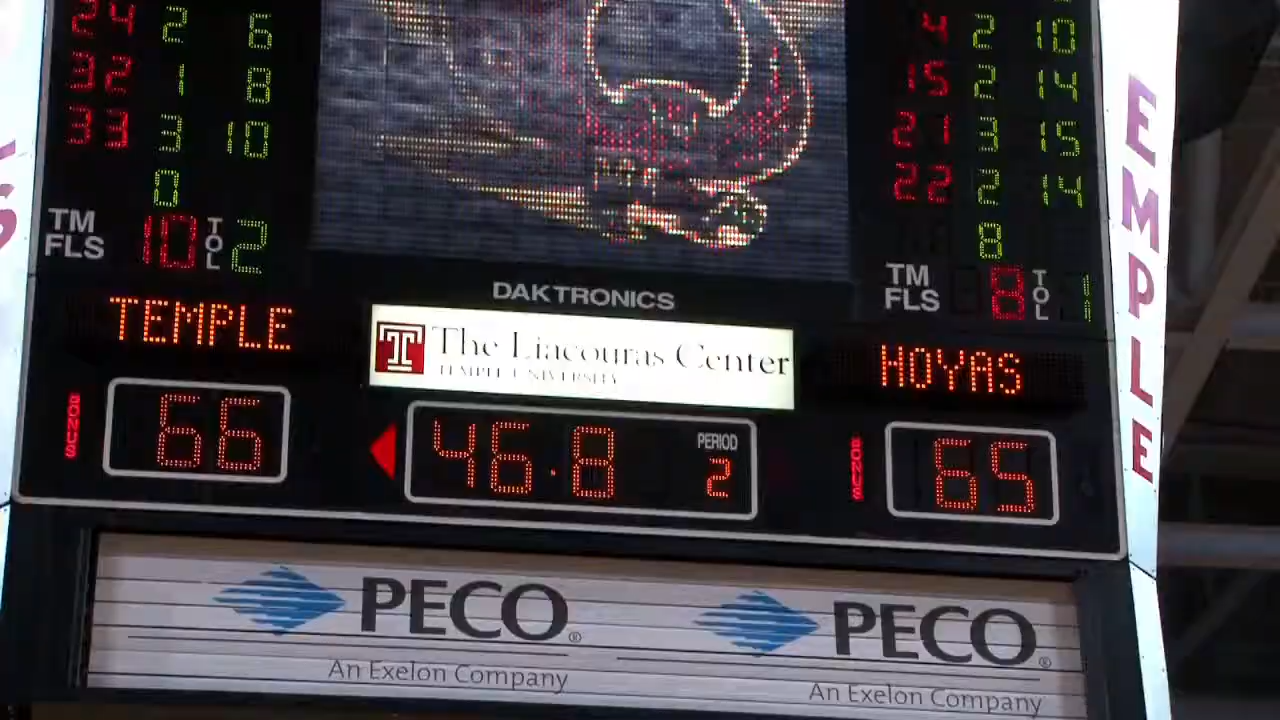 24 2 6
32 1 8
33 3 10
0
TM FLS 10 TOL 2
4 2 10
15 2 14
21 3 15
22 2 14
8
TM FLS 8 TOL 1
DAKTRONICS
TEMPLE
T The Liacouras Center
TEMPLE UNIVERSITY
HOYAS
BONUS 66
46.8 PERIOD 2
BONUS 65
PECO® PECO®
An Exelon Company An Exelon Company
EMPLE